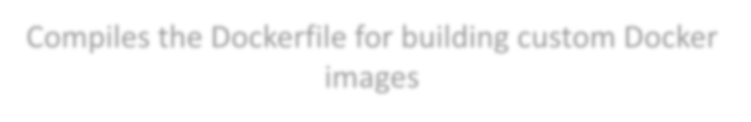 Compiles the Dockerfile for building custom Docker
images